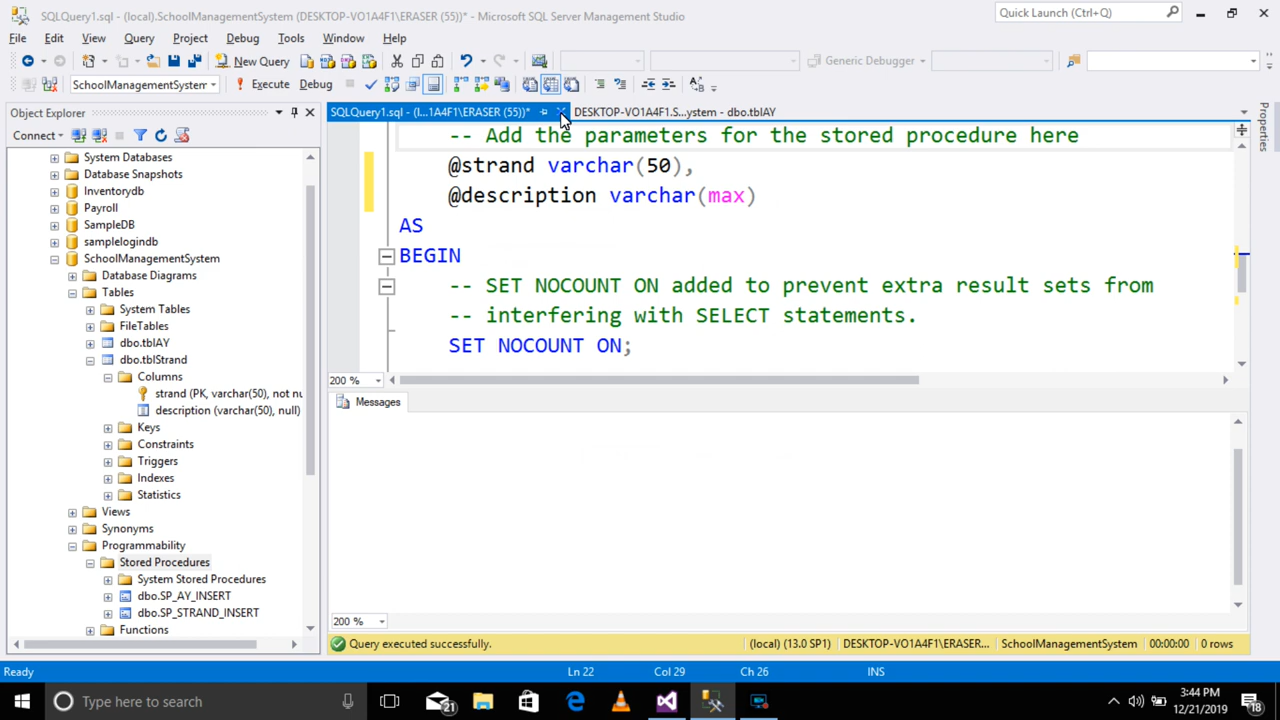 SQLQuery1.sql - (local).SchoolManagementSystem (DESKTOP-VO1A4F1\ERASER (55))* - Microsoft SQL Server Management Studio
Quick Launch (Ctrl+Q)
File Edit View Query Project Debug Tools Window Help
New Query
Generic Debugger
SchoolManagementSystem
Execute Debug
Object Explorer
SQLQuery1.sql - (l...1A4F1\ERASER (55))*
DESKTOP-VO1A4F1.S...ystem - dbo.tblAY
Properties
Connect
System Databases
Database Snapshots
Inventorydb
Payroll
SampleDB
samplelogindb
SchoolManagementSystem
Database Diagrams
Tables
System Tables
FileTables
dbo.tblAY
dbo.tblStrand
Columns
strand (PK, varchar(50), not nu
description (varchar(50), null)
Keys
Constraints
Triggers
Indexes
Statistics
Views
Synonyms
Programmability
Stored Procedures
System Stored Procedures
dbo.SP_AY_INSERT
dbo.SP_STRAND_INSERT
Functions
-- Add the parameters for the stored procedure here
@strand varchar(50),
@description varchar(max)
AS
BEGIN
-- SET NOCOUNT ON added to prevent extra result sets from
-- interfering with SELECT statements.
SET NOCOUNT ON;
200 %
Messages
200 %
Query executed successfully.
(local) (13.0 SP1) DESKTOP-VO1A4F1\ERASER... SchoolManagementSystem 00:00:00 0 rows
Ready
Ln 22 Col 29 Ch 26 INS
Type here to search
21
3:44 PM
12/21/2019
18